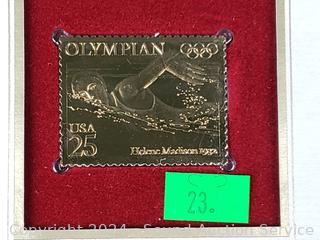 OLYMPIAN
USA
25
Helene Madison 1932
23.
Copyright 2024 - Sound Auction Service